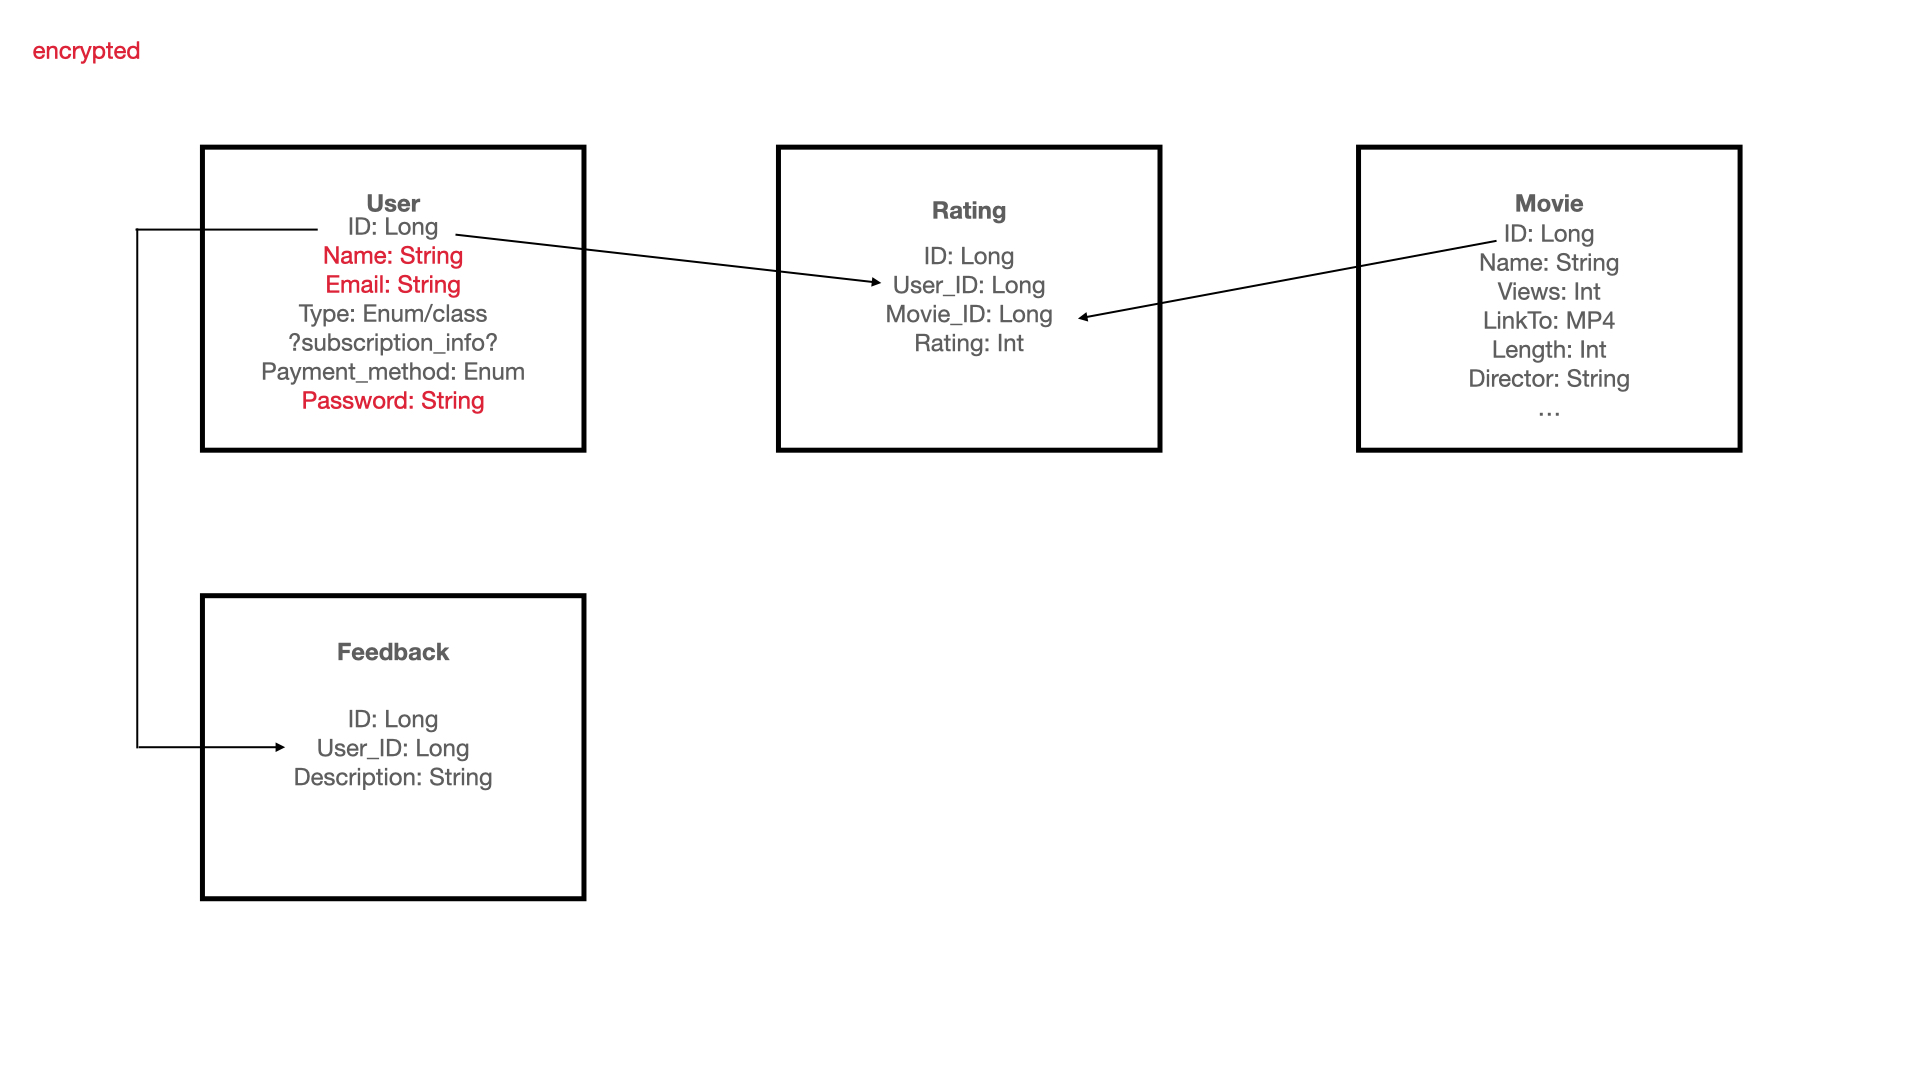 encrypted
User
ID: Long
Name: String
Email: String
Type: Enum/class
?subscription_info?
Payment_method: Enum
Password: String
Rating
ID: Long
User_ID: Long
Movie_ID: Long
Rating: Int
Movie
ID: Long
Name: String
Views: Int
LinkTo: MP4
Length: Int
Director: String
...
Feedback
ID: Long
User_ID: Long
Description: String